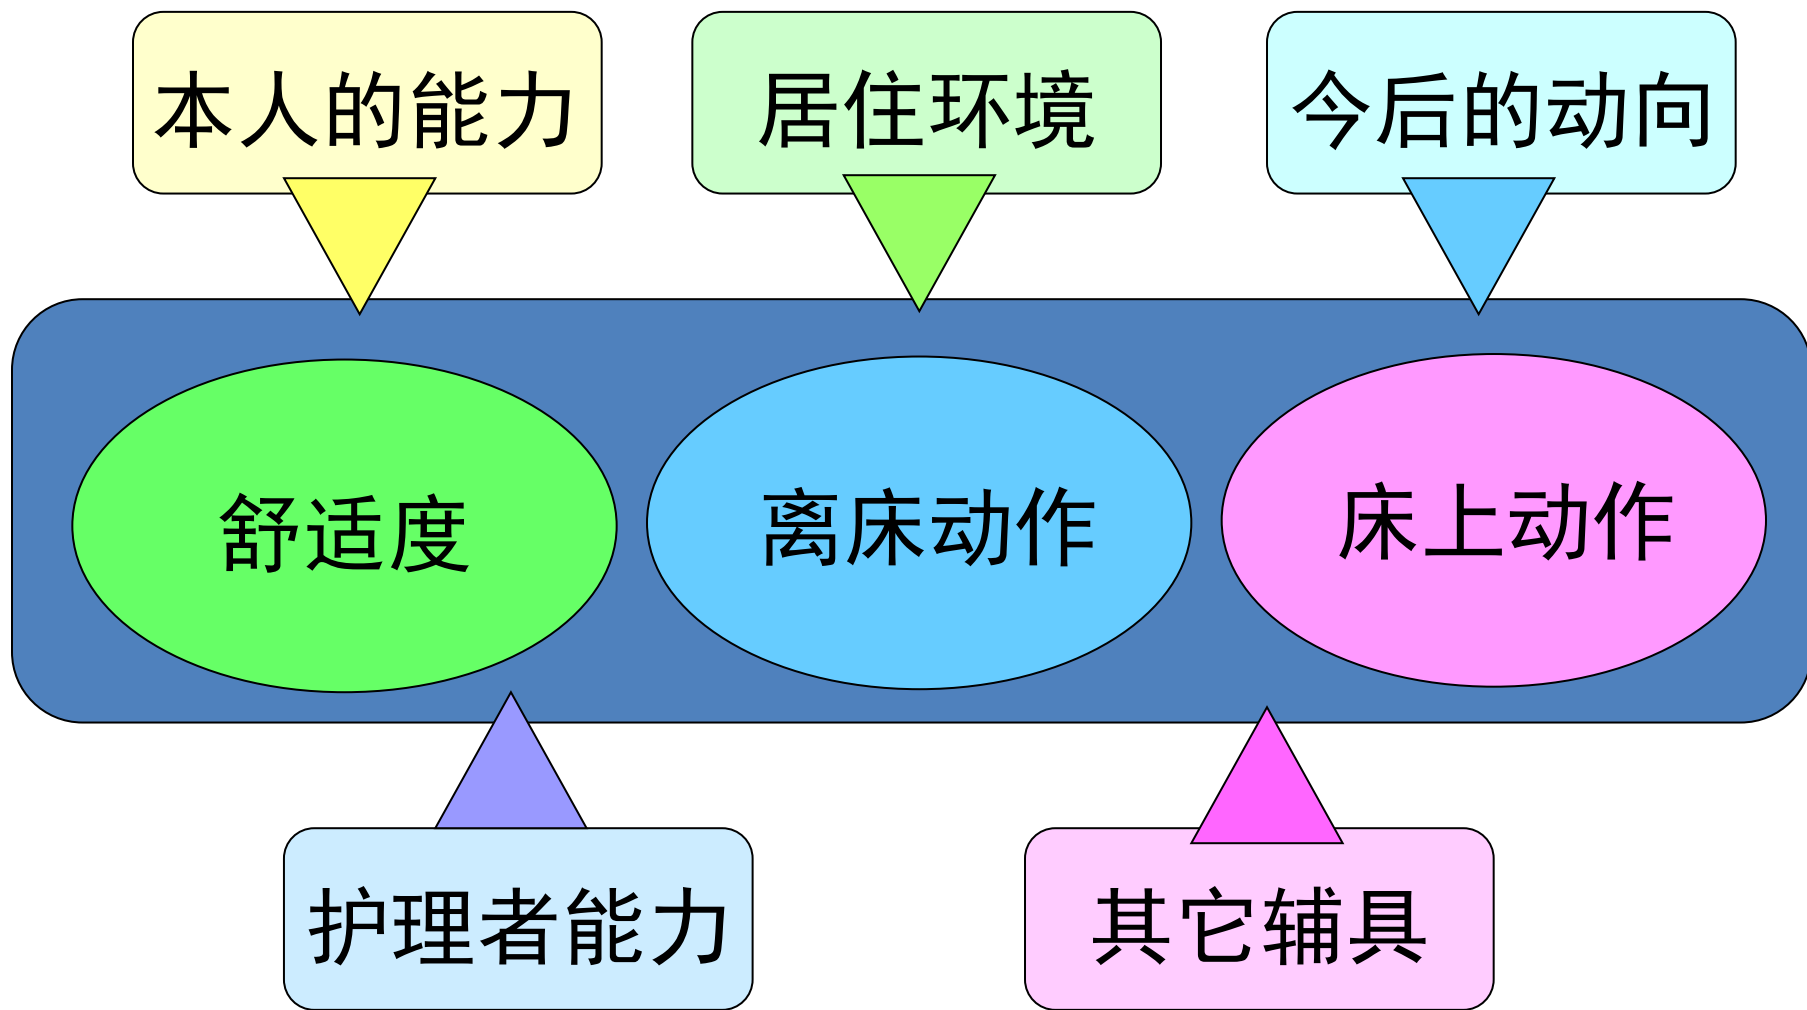 本人的能力
居住环境
今后的动向
舒适度
离床动作
床上动作
护理者能力
其它辅具